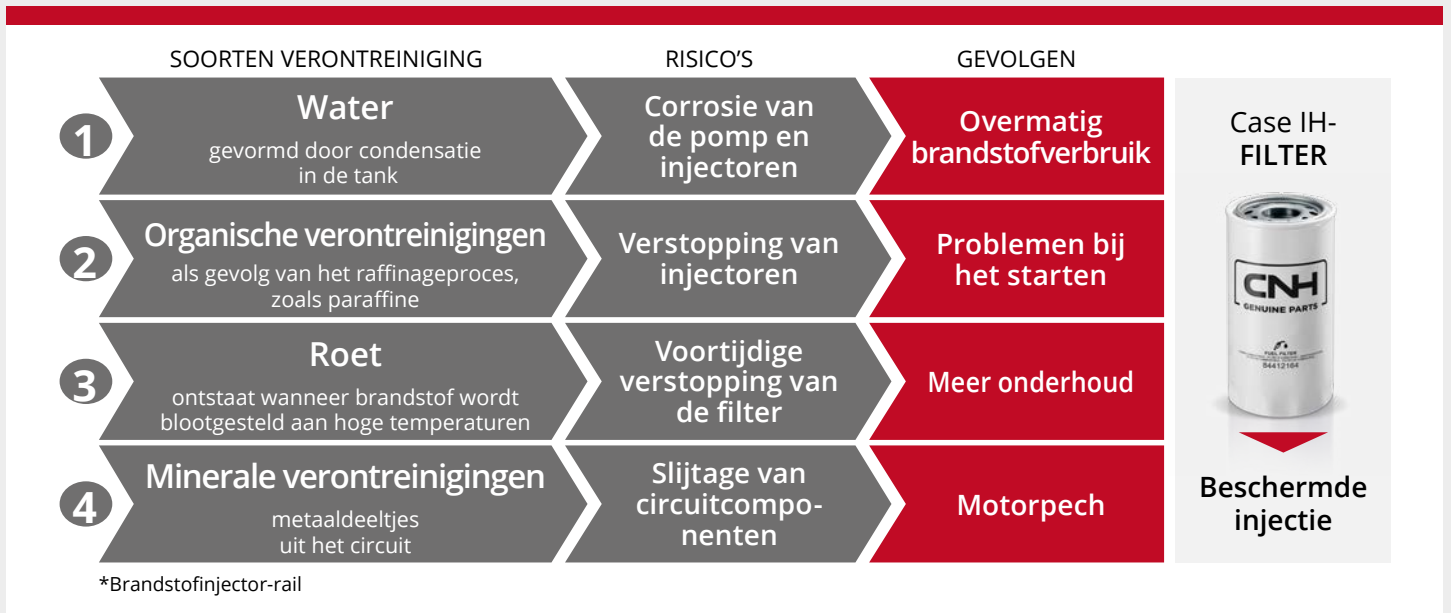 SOORTEN VERONTREINIGING
RISICO'S
GEVOLGEN
1
Water
gevormd door condensatie
in de tank
Corrosie van
de pomp en
injectoren
Overmatig
brandstofverbruik
2
Organische verontreinigingen
als gevolg van het raffinageproces,
zoals paraffine
Verstopping van
injectoren
Problemen bij
het starten
3
Roet
ontstaat wanneer brandstof wordt
blootgesteld aan hoge temperaturen
Voortijdige
verstopping van
de filter
Meer onderhoud
4
Minerale verontreinigingen
metaaldeeltjes
uit het circuit
Slijtage van
circuitcompo-
nenten
Motorpech
Case IH-
FILTER
CNH
GENUINE PARTS
FUEL FILTER
84412164
Beschermde
injectie
*Brandstofinjector-rail